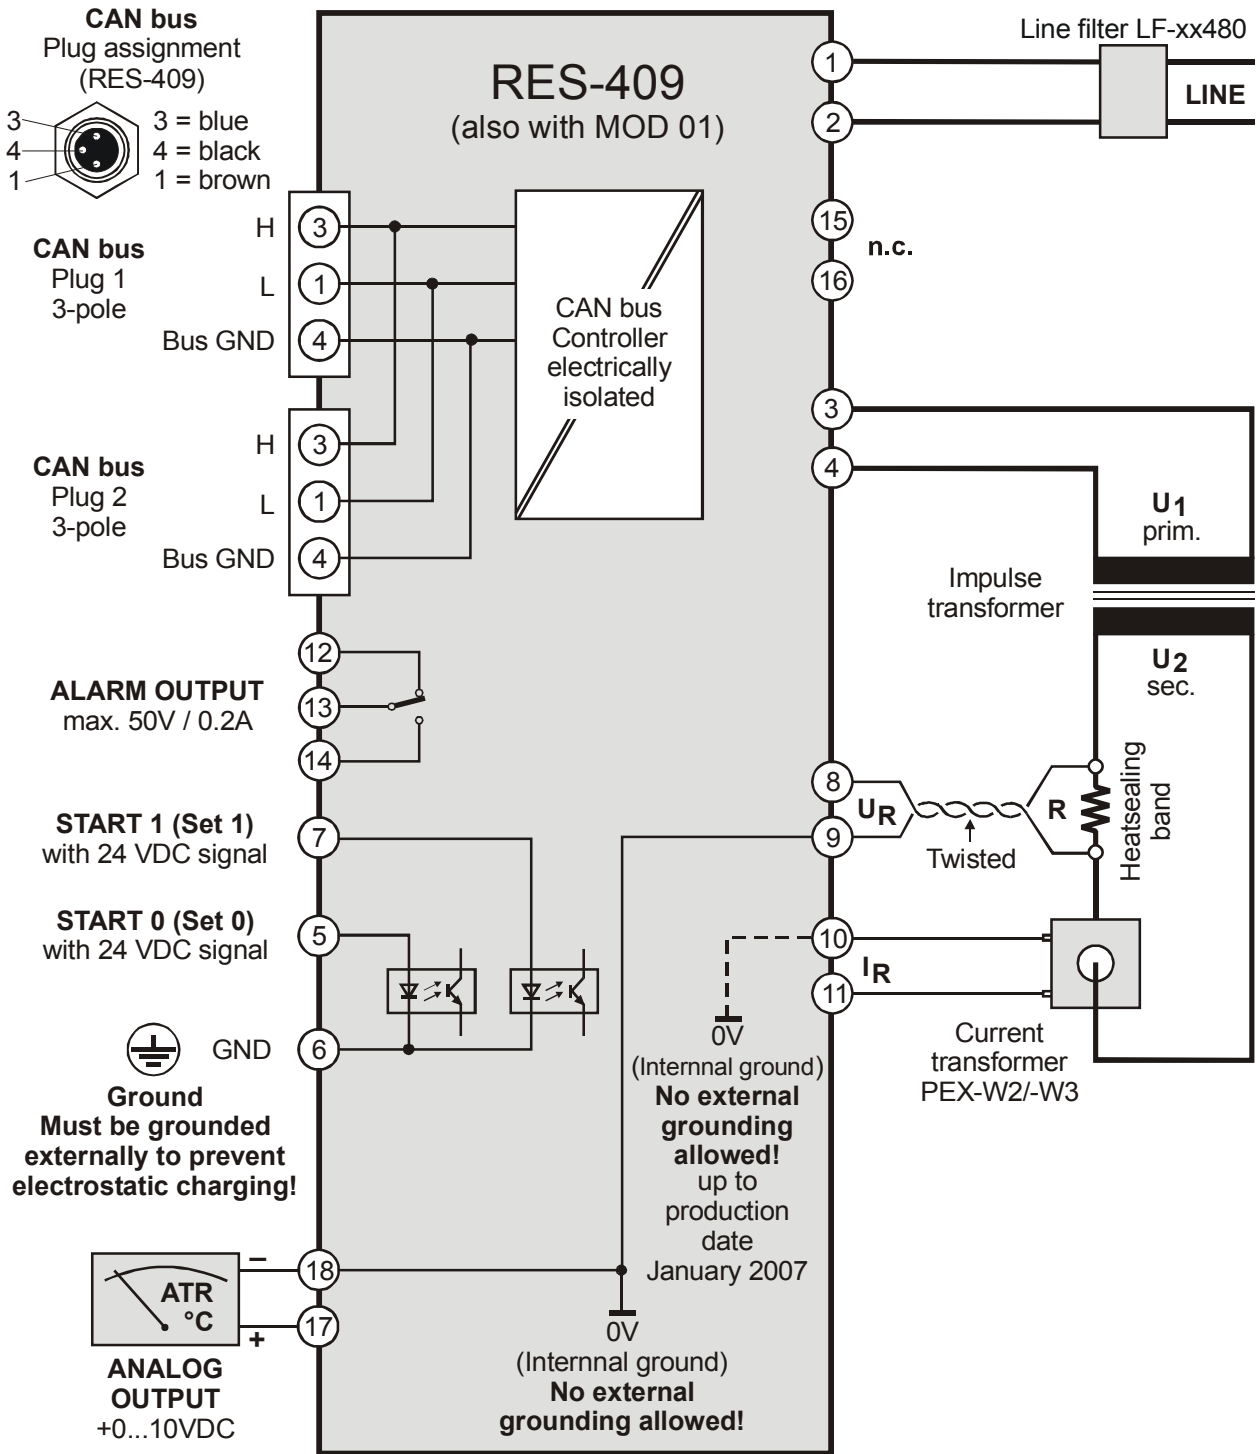 CAN bus
Plug assignment
(RES-409)
3
4
1
3 = blue
4 = black
1 = brown
CAN bus
Plug 1
3-pole
H
L
Bus GND
3
1
4
CAN bus
Plug 2
3-pole
H
L
Bus GND
3
1
4
ALARM OUTPUT
max. 50V / 0.2A
12
13
14
START 1 (Set 1)
with 24 VDC signal
7
START 0 (Set 0)
with 24 VDC signal
5
GND
6
Ground
Must be grounded
externally to prevent
electrostatic charging!
ATR
°C
–
+
18
17
ANALOG
OUTPUT
+0...10VDC
RES-409
(also with MOD 01)
CAN bus
Controller
electrically
isolated
0V
(Internnal ground)
No external
grounding
allowed!
up to
production
date
January 2007
0V
(Internnal ground)
No external
grounding allowed!
Line filter LF-xx480
1
2
LINE
15
16
n.c.
3
4
U1
prim.
Impulse
transformer
U2
sec.
8
9
UR
Twisted
R
Heatsealing
band
10
11
IR
Current
transformer
PEX-W2/-W3